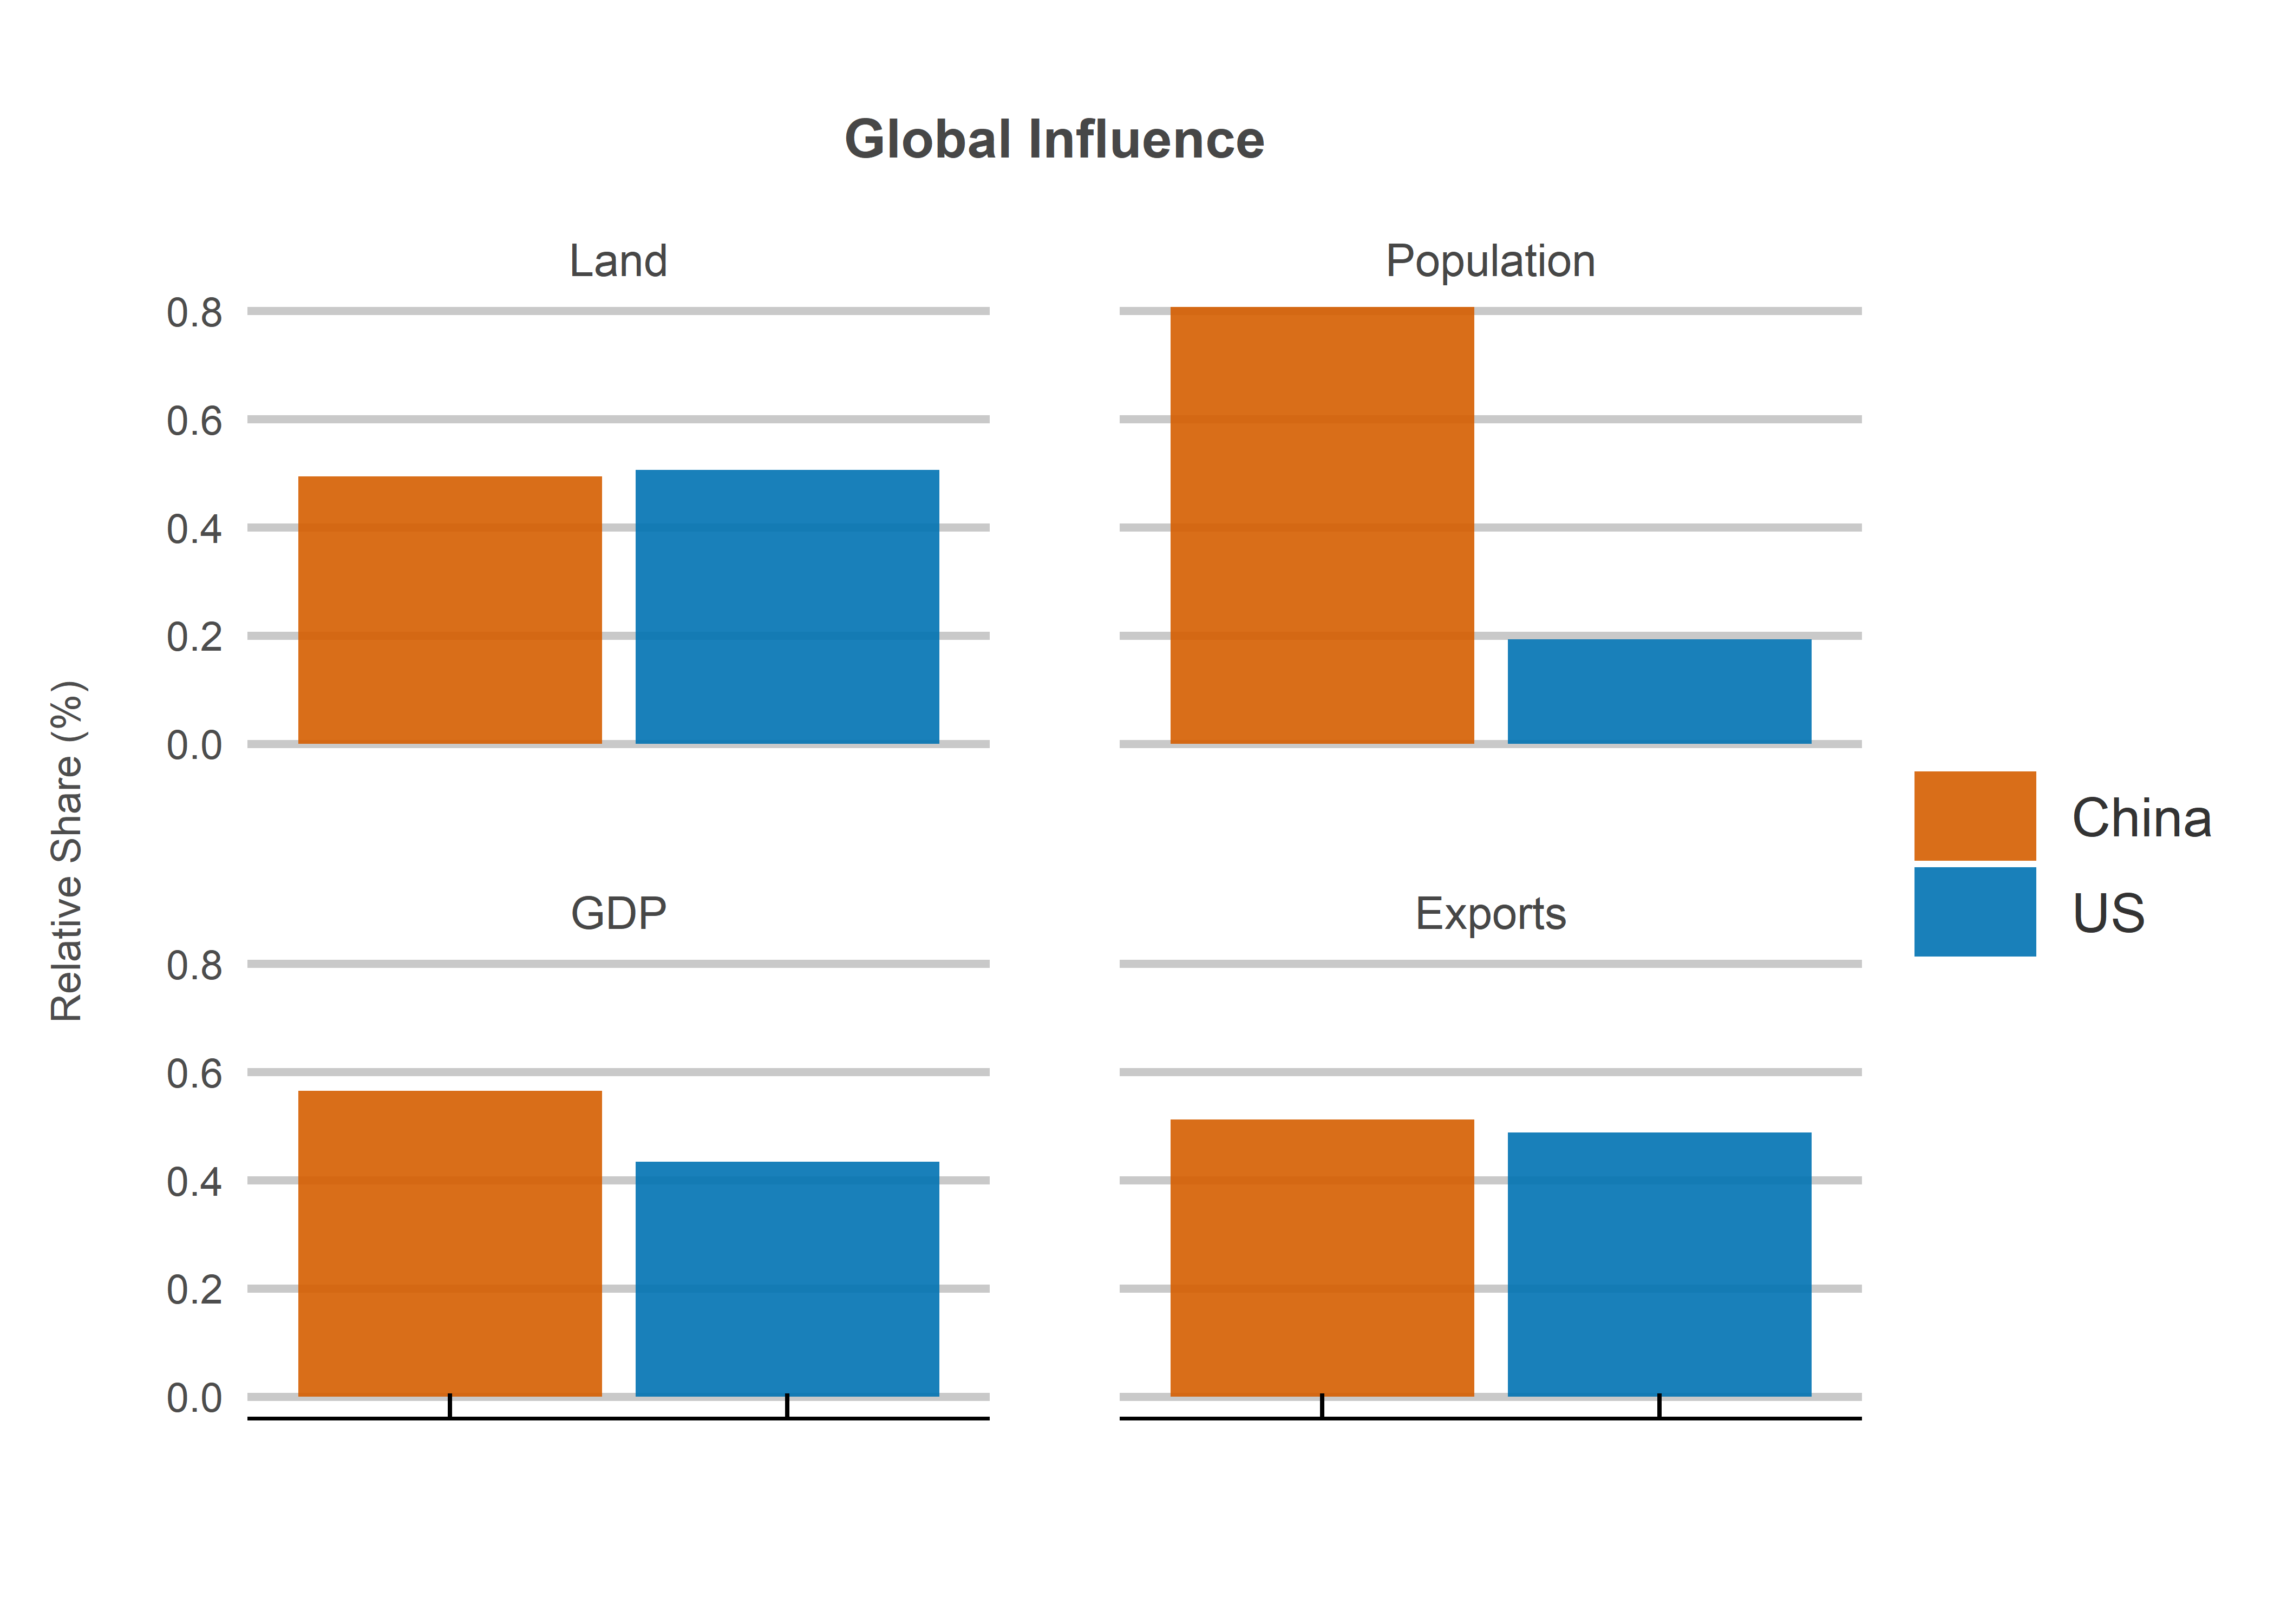 Global Influence
Land
Population
0.8
0.6
0.4
0.2
0.0
Relative Share (%)
China
US
GDP
Exports
0.8
0.6
0.4
0.2
0.0